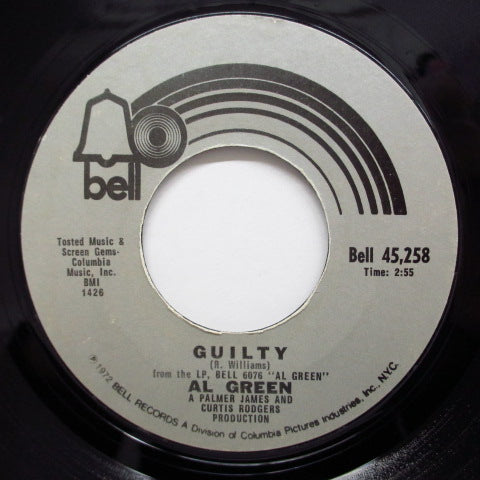 bell
Tosted Music &
Screen Gems-
Columbia
Music, Inc.
BMI
1426
Bell 45,258
Time: 2:55
GUILTY
(R. Williams)
from the LP, BELL 6076 "AL GREEN"
AL GREEN
A PALMER JAMES AND
CURTIS RODGERS
PRODUCTION
℗ 1972 BELL RECORDS A Division of Columbia Pictures Industries, Inc., N.Y.C.